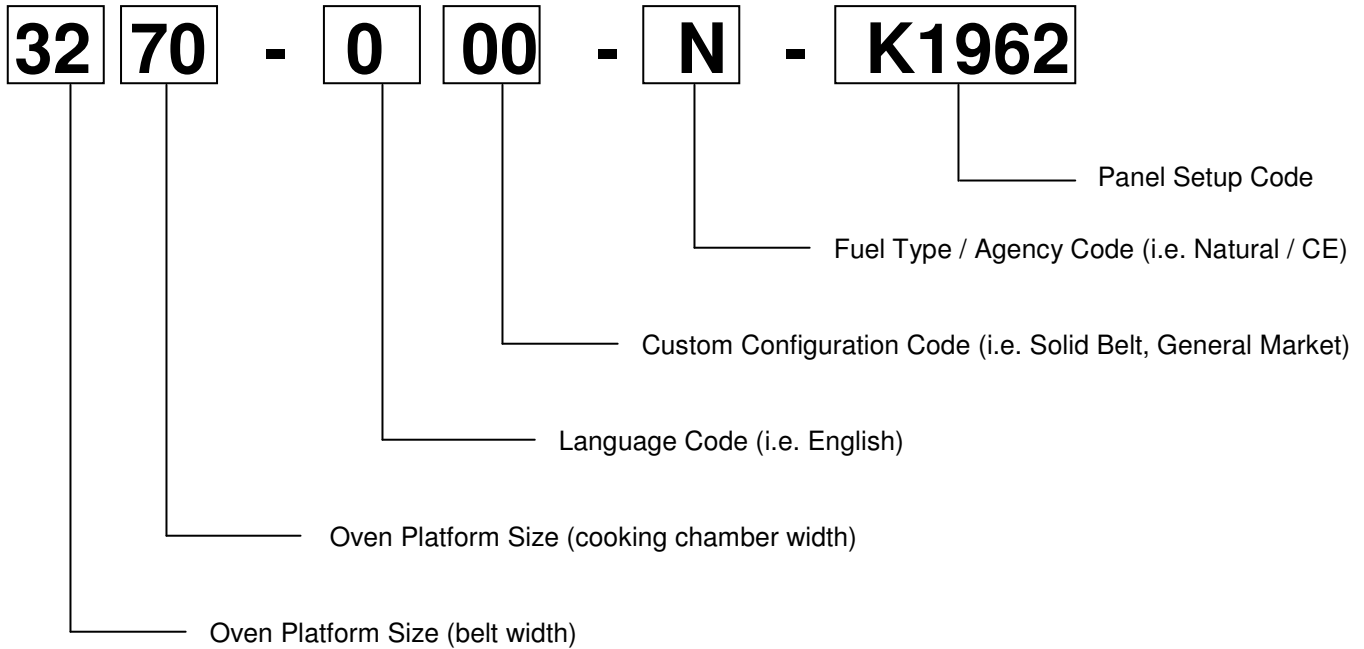 32 70 - 0 00 - N - K1962
Panel Setup Code
Fuel Type / Agency Code (i.e. Natural / CE)
Custom Configuration Code (i.e. Solid Belt, General Market)
Language Code (i.e. English)
Oven Platform Size (cooking chamber width)
Oven Platform Size (belt width)